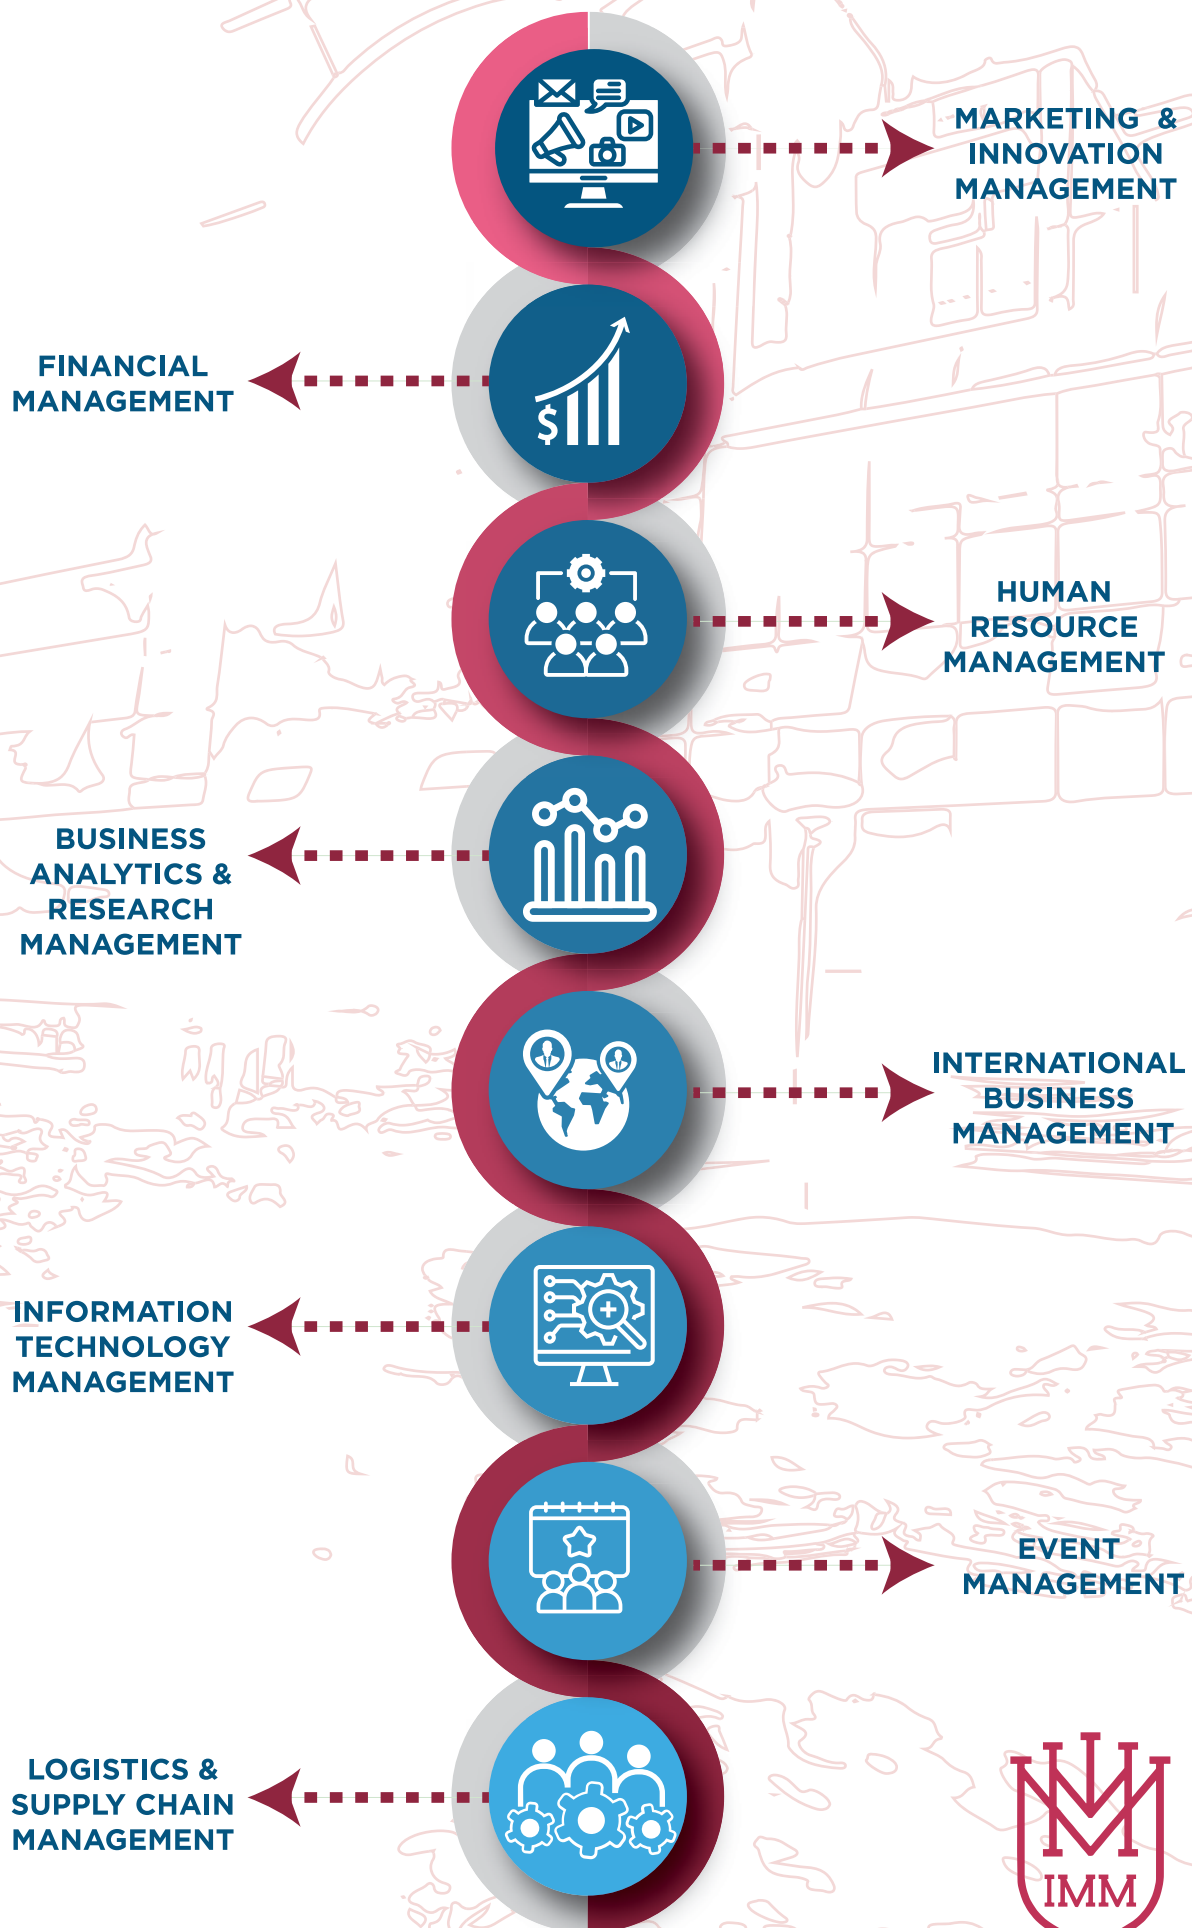 MARKETING &
INNOVATION
MANAGEMENT
FINANCIAL
MANAGEMENT
$
HUMAN
RESOURCE
MANAGEMENT
BUSINESS
ANALYTICS &
RESEARCH
MANAGEMENT
INTERNATIONAL
BUSINESS
MANAGEMENT
INFORMATION
TECHNOLOGY
MANAGEMENT
EVENT
MANAGEMENT
LOGISTICS &
SUPPLY CHAIN
MANAGEMENT
IMM